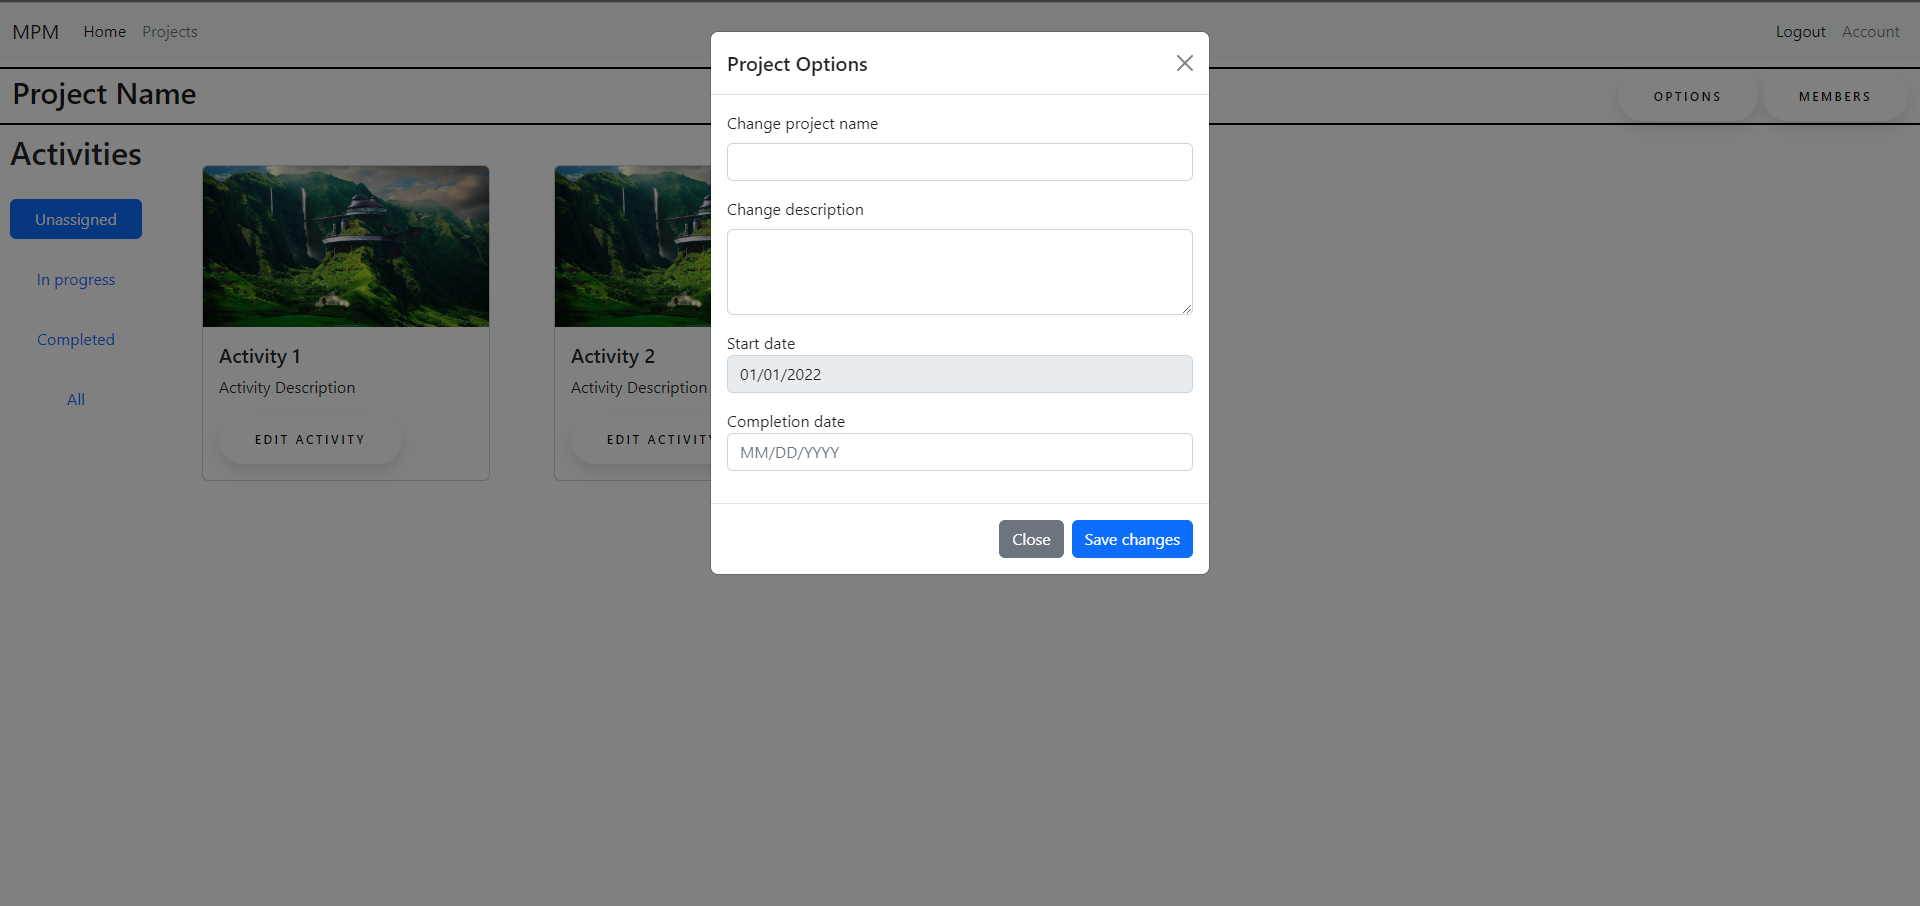 MPM Home Projects Logout Account
Project Name OPTIONS MEMBERS
Activities
Unassigned
In progress
Completed
All
Activity 1
Activity Description
EDIT ACTIVITY
Activity 2
Activity Description
EDIT ACTIVITY
Project Options
Change project name
Change description
Start date
01/01/2022
Completion date
MM/DD/YYYY
Close Save changes